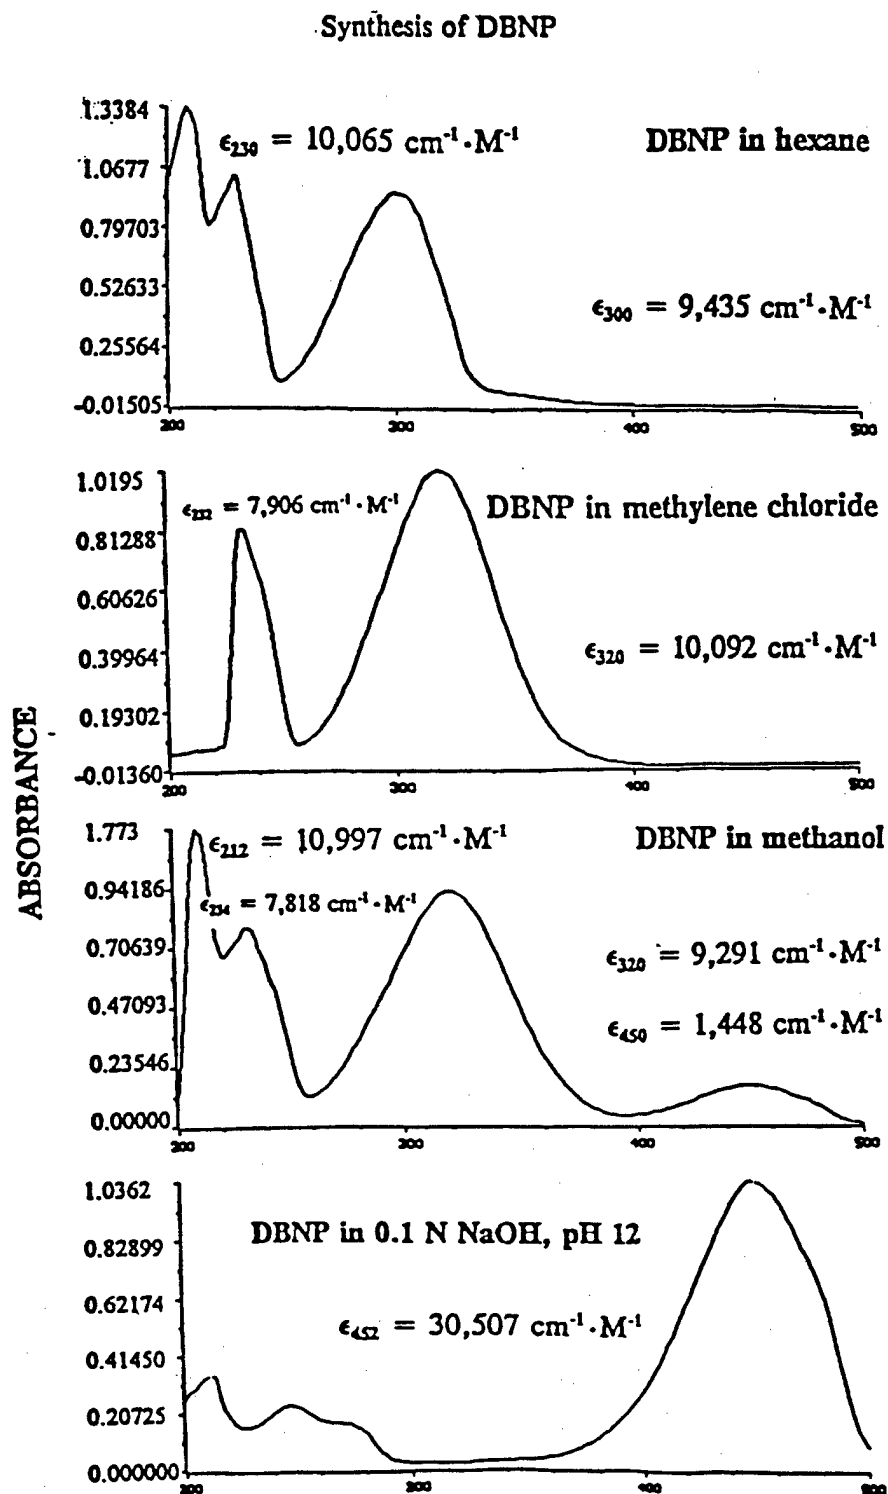 Synthesis of DBNP
ABSORBANCE
1.3384
1.0677
0.79703
0.52633
0.25564
-0.01505
ϵ230 = 10,065 cm⁻¹·M⁻¹
DBNP in hexane
ϵ300 = 9,435 cm⁻¹·M⁻¹
200 300 400 500
1.0195
0.81288
0.60626
0.39964
0.19302
-0.01360
ϵ232 = 7,906 cm⁻¹·M⁻¹
DBNP in methylene chloride
ϵ320 = 10,092 cm⁻¹·M⁻¹
200 300 400 500
1.773
0.94186
0.70639
0.47093
0.23546
0.00000
ϵ212 = 10,997 cm⁻¹·M⁻¹
DBNP in methanol
ϵ234 = 7,818 cm⁻¹·M⁻¹
ϵ320 = 9,291 cm⁻¹·M⁻¹
ϵ450 = 1,448 cm⁻¹·M⁻¹
200 300 400 500
1.0362
0.82899
0.62174
0.41450
0.20725
0.000000
DBNP in 0.1 N NaOH, pH 12
ϵ452 = 30,507 cm⁻¹·M⁻¹
200 300 400 500